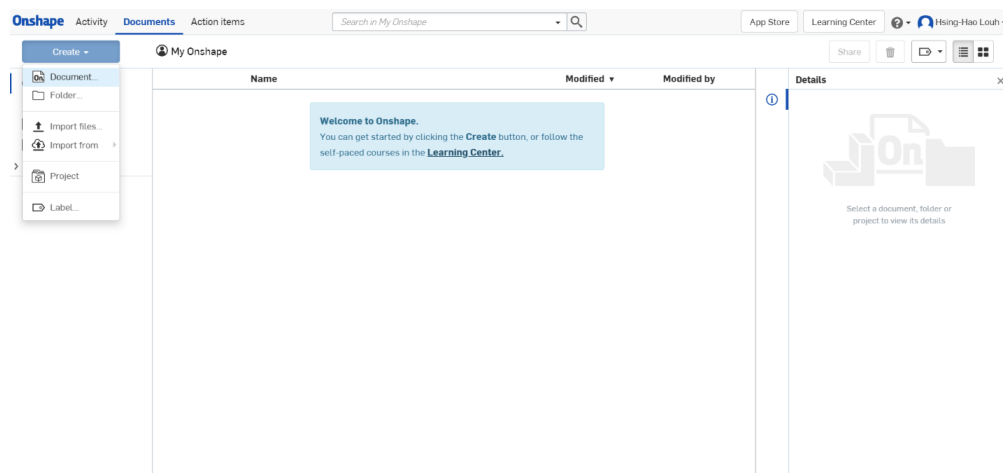 Onshape Activity Documents Action items Search in My Onshape App Store Learning Center Hsing-Hao Louh
Create My Onshape Share
Document...
Folder...
Import files...
Import from
Project
Label...
Name Modified Modified by
Welcome to Onshape.
You can get started by clicking the Create button, or follow the
self-paced courses in the Learning Center.
Details
On
Select a document, folder or
project to view its details